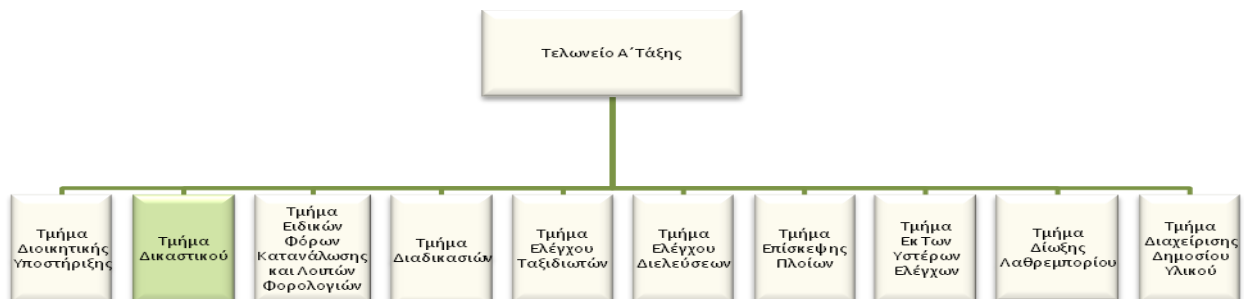 Τελωνείο Α΄Τάξης
Τμήμα
Διοικητικής
Υποστήριξης
Τμήμα
Δικαστικού
Τμήμα
Ειδικών
Φόρων
Κατανάλωσης
και Λοιπών
Φορολογιών
Τμήμα
Διαδικασιών
Τμήμα
Ελέγχου
Ταξιδιωτών
Τμήμα
Ελέγχου
Διελεύσεων
Τμήμα
Επίσκεψης
Πλοίων
Τμήμα
Εκ Των
Υστέρων
Ελέγχων
Τμήμα
Δίωξης
Λαθρεμπορίου
Τμήμα
Διαχείρισης
Δημοσίου
Υλικού